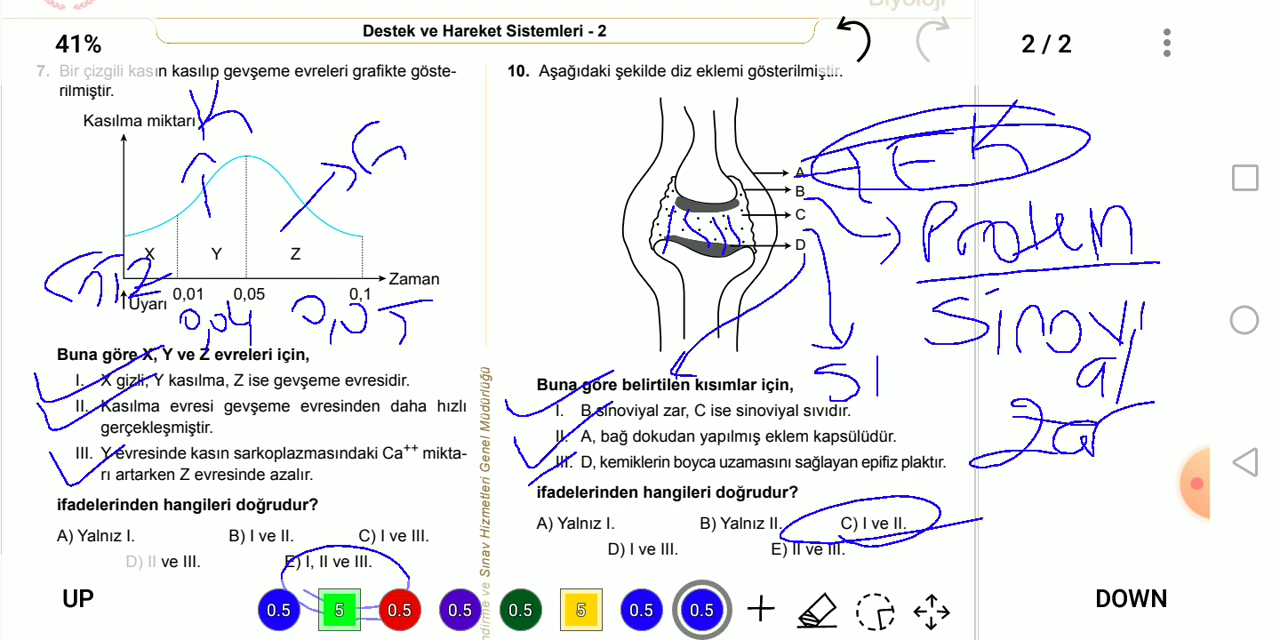 Biyoloji
Destek ve Hareket Sistemleri - 2
41%
2 / 2
7. Bir çizgili kasın kasılıp gevşeme evreleri grafikte göste-
rilmiştir.
Kasılma miktarı
K
G
X
Y
Z
Zaman
Uyarı
0,01
0,05
0,1
0,04
0,05
Buna göre X, Y ve Z evreleri için,
I. X gizli, Y kasılma, Z ise gevşeme evresidir.
II. Kasılma evresi gevşeme evresinden daha hızlı
gerçekleşmiştir.
III. Y evresinde kasın sarkoplazmasındaki Ca++ mikta-
rı artarken Z evresinde azalır.
ifadelerinden hangileri doğrudur?
A) Yalnız I.
B) I ve II.
C) I ve III.
D) II ve III.
E) I, II ve III.
10. Aşağıdaki şekilde diz eklemi gösterilmiştir.
A
B
C
D
Sinovi
Buna göre belirtilen kısımlar için,
I. B sinoviyal zar, C ise sinoviyal sıvıdır.
II. A, bağ dokudan yapılmış eklem kapsülüdür.
III. D, kemiklerin boyca uzamasını sağlayan epifiz plaktır.
ifadelerinden hangileri doğrudur?
A) Yalnız I.
B) Yalnız II.
C) I ve II.
D) I ve III.
E) II ve III.
ndirme ve Sınav Hizmetleri Genel Müdürlüğü
UP
0.5
5
0.5
0.5
0.5
5
0.5
0.5
DOWN